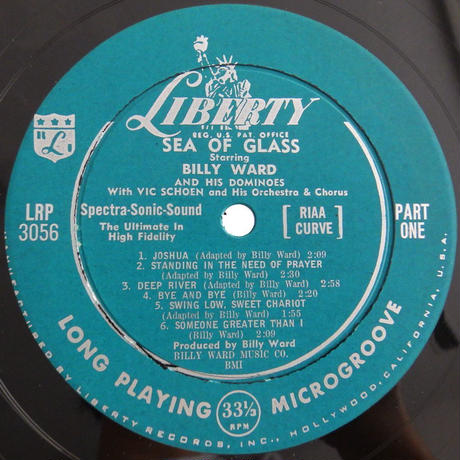 LIBERTY
REG. U.S. PAT. OFFICE
"L"
SEA OF GLASS
Starring
BILLY WARD
AND HIS DOMINOES
With VIC SCHOEN and His Orchestra & Chorus
LRP
3056
Spectra-Sonic-Sound
The Ultimate In
High Fidelity
[ RIAA
CURVE ]
PART
ONE
1. JOSHUA (Adapted by Billy Ward) 2:09
2. STANDING IN THE NEED OF PRAYER
(Adapted by Billy Ward) 2:30
3. DEEP RIVER (Adapted by Billy Ward) 2:58
4. BYE AND BYE (Billy Ward) 2:20
5. SWING LOW, SWEET CHARIOT
(Adapted by Billy Ward) 1:55
6. SOMEONE GREATER THAN I
(Billy Ward) 2:09
Produced by Billy Ward
BILLY WARD MUSIC CO.
BMI
LONG PLAYING 33⅓ RPM MICROGROOVE
BY LIBERTY RECORDS, INC., HOLLYWOOD, CALIFORNIA, U.S.A.